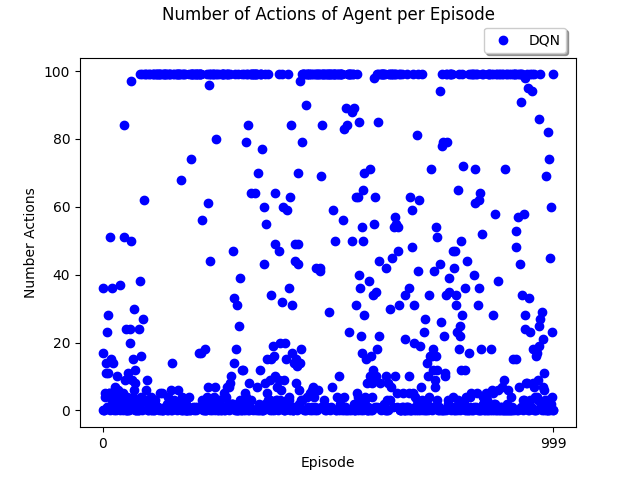 Number of Actions of Agent per Episode
DQN
100
80
60
40
20
0
Number Actions
0
999
Episode